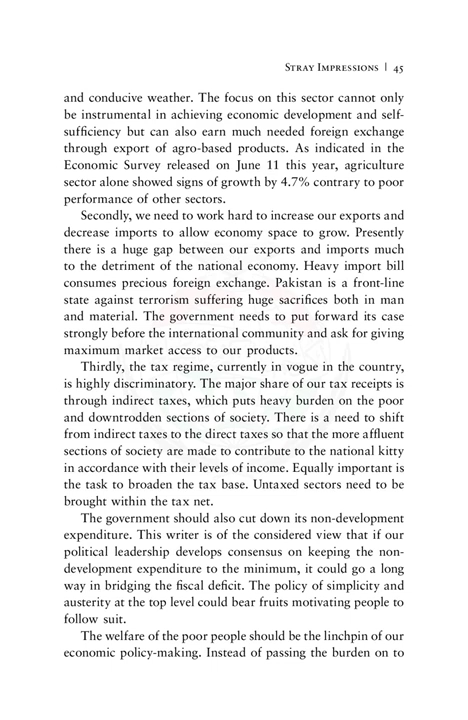 Stray Impressions | 45
and conducive weather. The focus on this sector cannot only
be instrumental in achieving economic development and self-
sufficiency but can also earn much needed foreign exchange
through export of agro-based products. As indicated in the
Economic Survey released on June 11 this year, agriculture
sector alone showed signs of growth by 4.7% contrary to poor
performance of other sectors.
Secondly, we need to work hard to increase our exports and
decrease imports to allow economy space to grow. Presently
there is a huge gap between our exports and imports much
to the detriment of the national economy. Heavy import bill
consumes precious foreign exchange. Pakistan is a front-line
state against terrorism suffering huge sacrifices both in man
and material. The government needs to put forward its case
strongly before the international community and ask for giving
maximum market access to our products.
Thirdly, the tax regime, currently in vogue in the country,
is highly discriminatory. The major share of our tax receipts is
through indirect taxes, which puts heavy burden on the poor
and downtrodden sections of society. There is a need to shift
from indirect taxes to the direct taxes so that the more affluent
sections of society are made to contribute to the national kitty
in accordance with their levels of income. Equally important is
the task to broaden the tax base. Untaxed sectors need to be
brought within the tax net.
The government should also cut down its non-development
expenditure. This writer is of the considered view that if our
political leadership develops consensus on keeping the non-
development expenditure to the minimum, it could go a long
way in bridging the fiscal deficit. The policy of simplicity and
austerity at the top level could bear fruits motivating people to
follow suit.
The welfare of the poor people should be the linchpin of our
economic policy-making. Instead of passing the burden on to